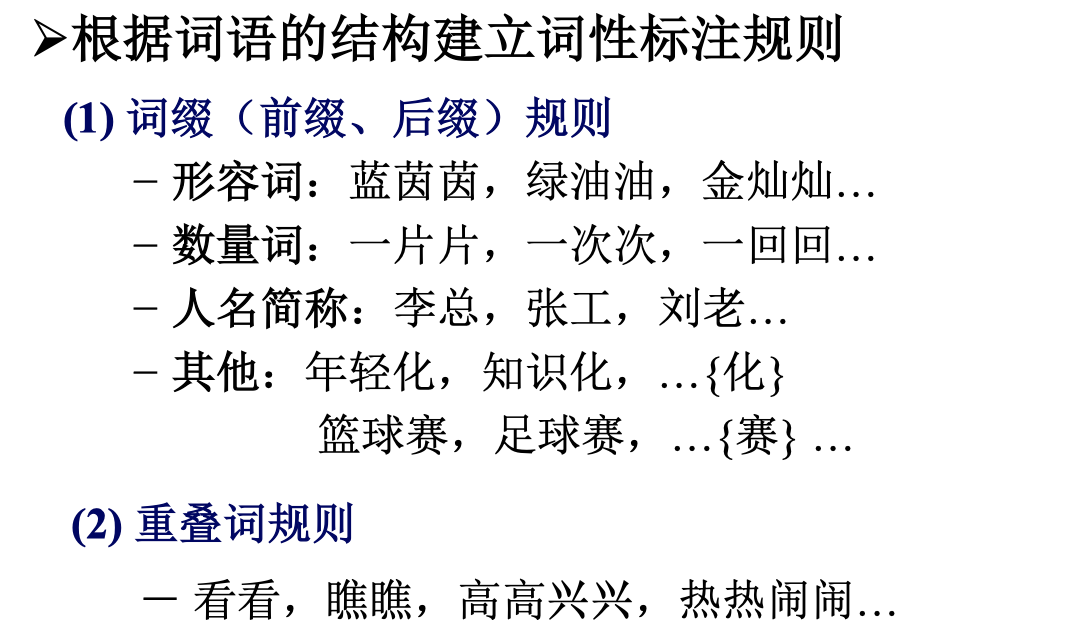 ➢根据词语的结构建立词性标注规则
(1) 词缀（前缀、后缀）规则
– 形容词：蓝茵茵，绿油油，金灿灿…
– 数量词：一片片，一次次，一回回…
– 人名简称：李总，张工，刘老…
– 其他：年轻化，知识化，…{化}
篮球赛，足球赛，…{赛} …
(2) 重叠词规则
— 看看，瞧瞧，高高兴兴，热热闹闹…